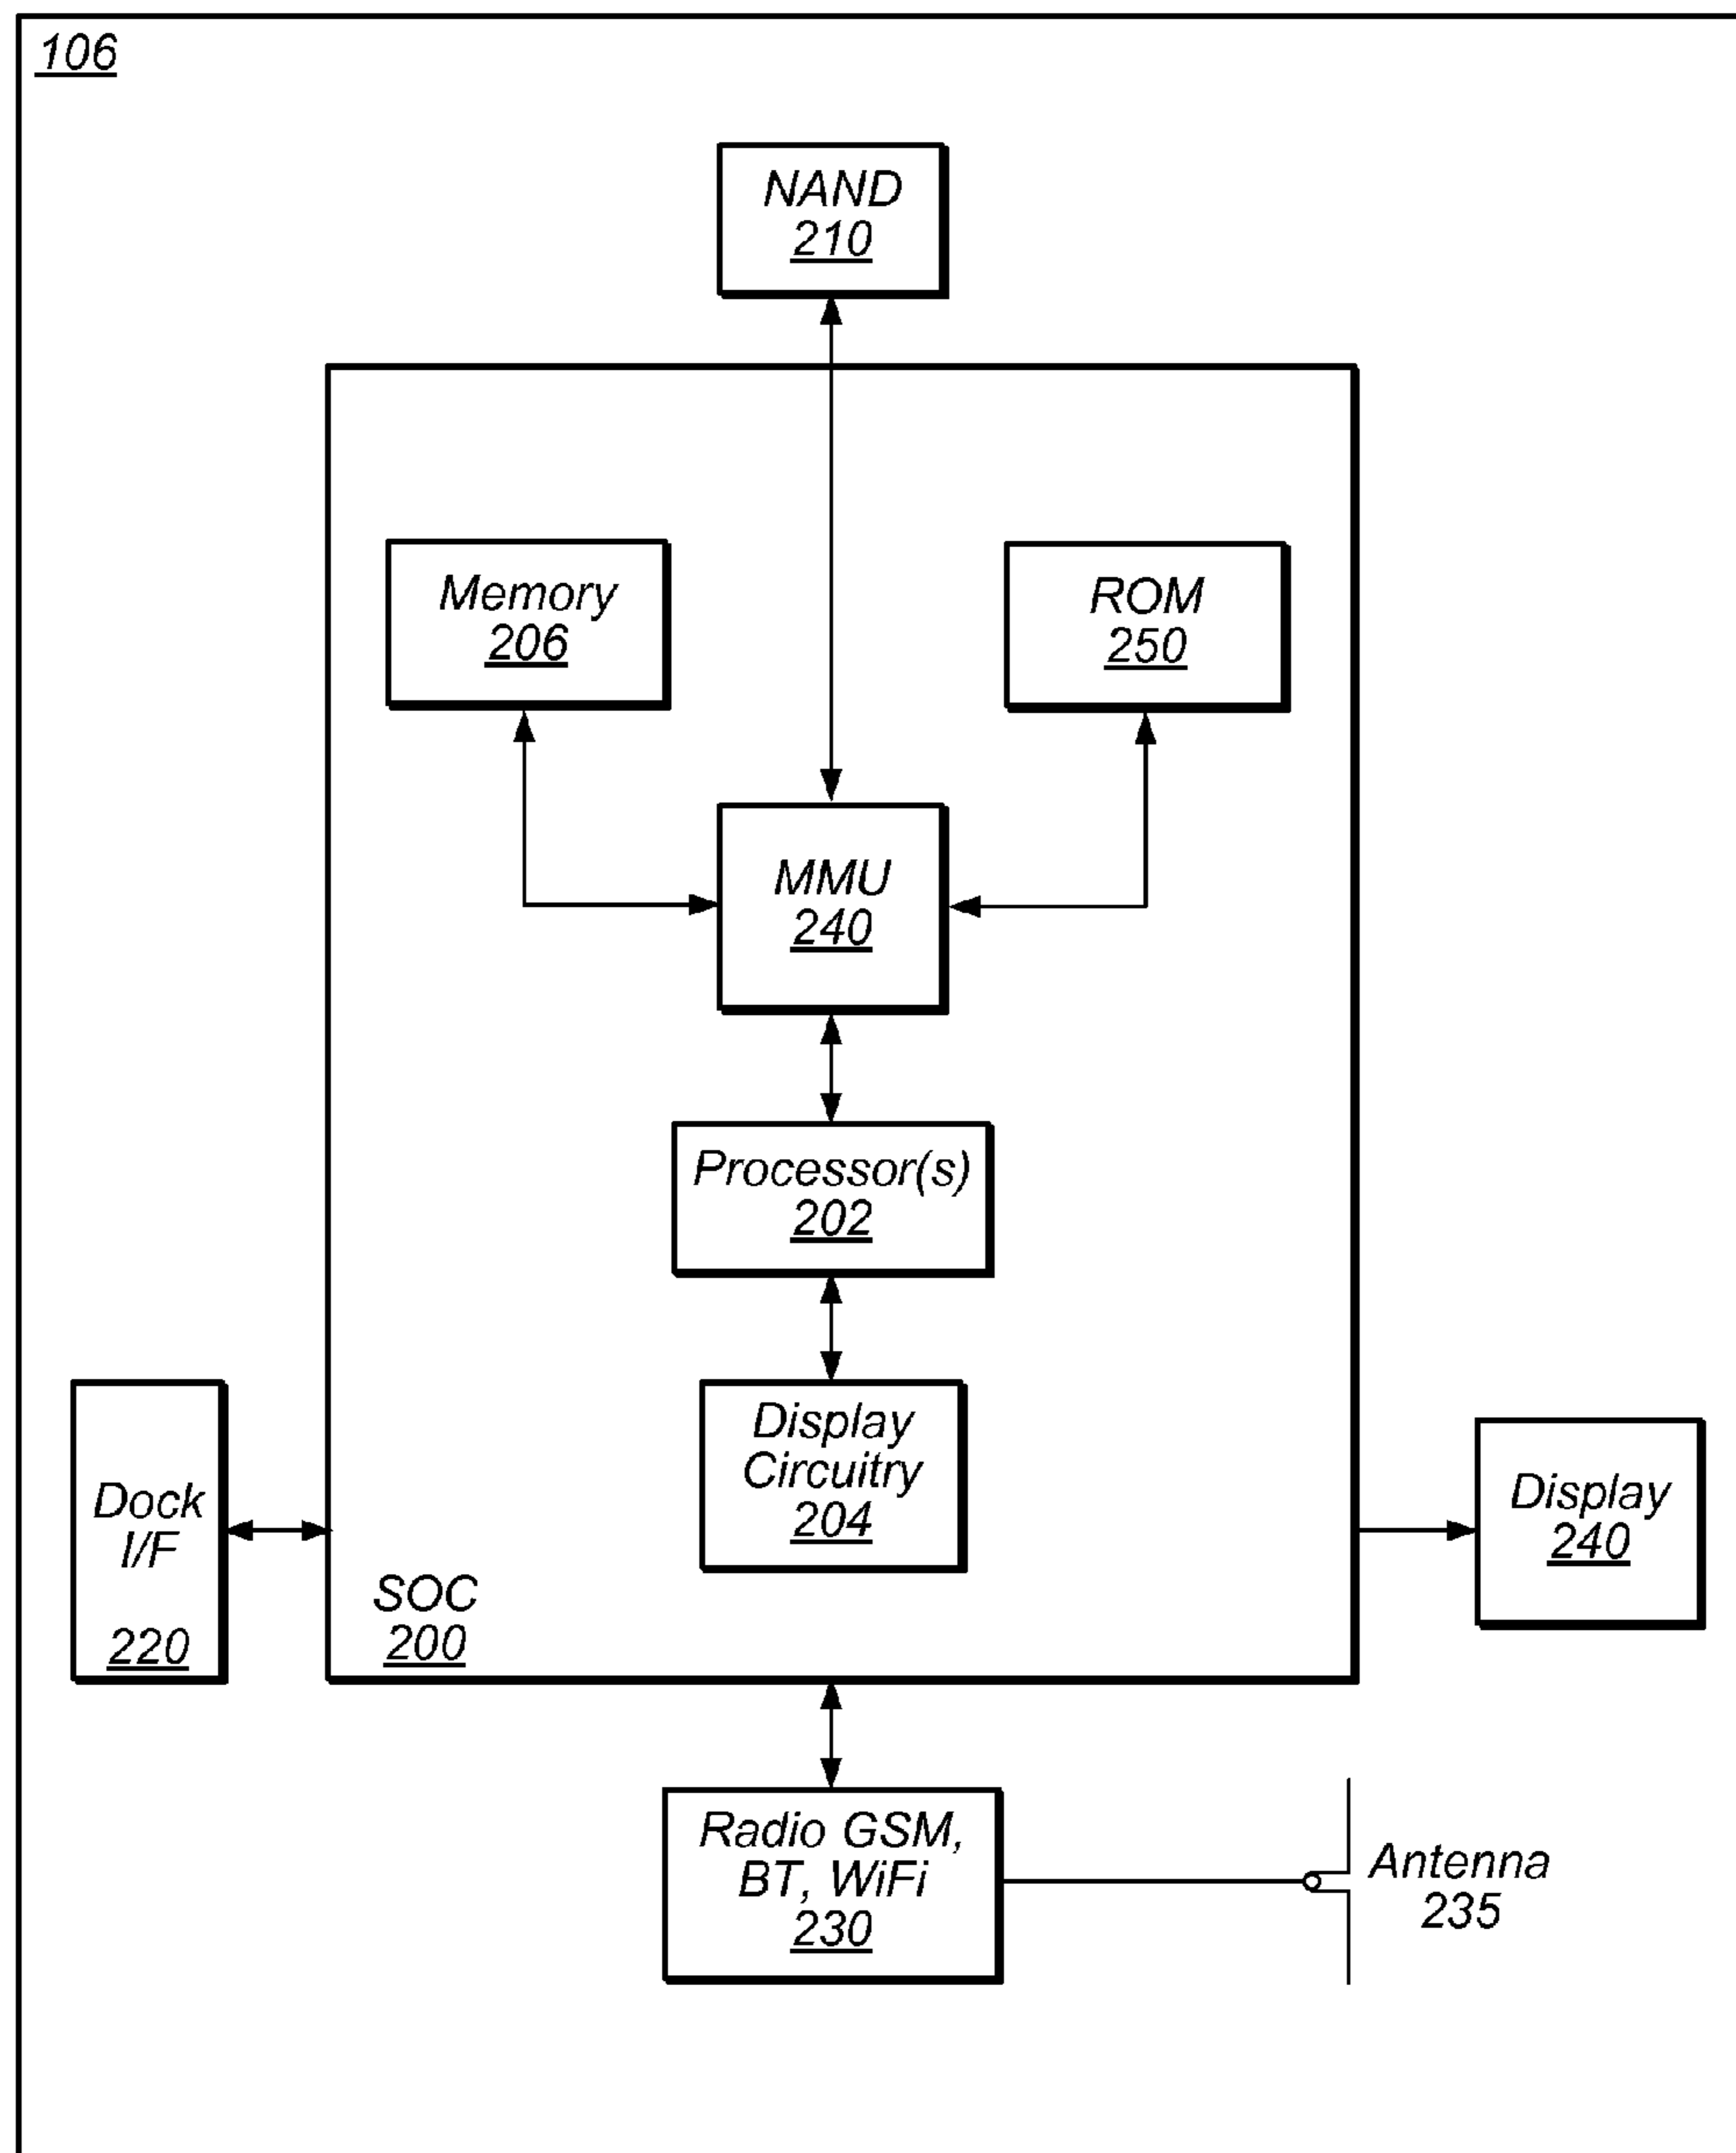 106
NAND
210
Memory
206
ROM
250
MMU
240
Processor(s)
202
Display
Circuitry
204
Dock
I/F
220
SOC
200
Display
240
Radio GSM,
BT, WiFi
230
Antenna
235